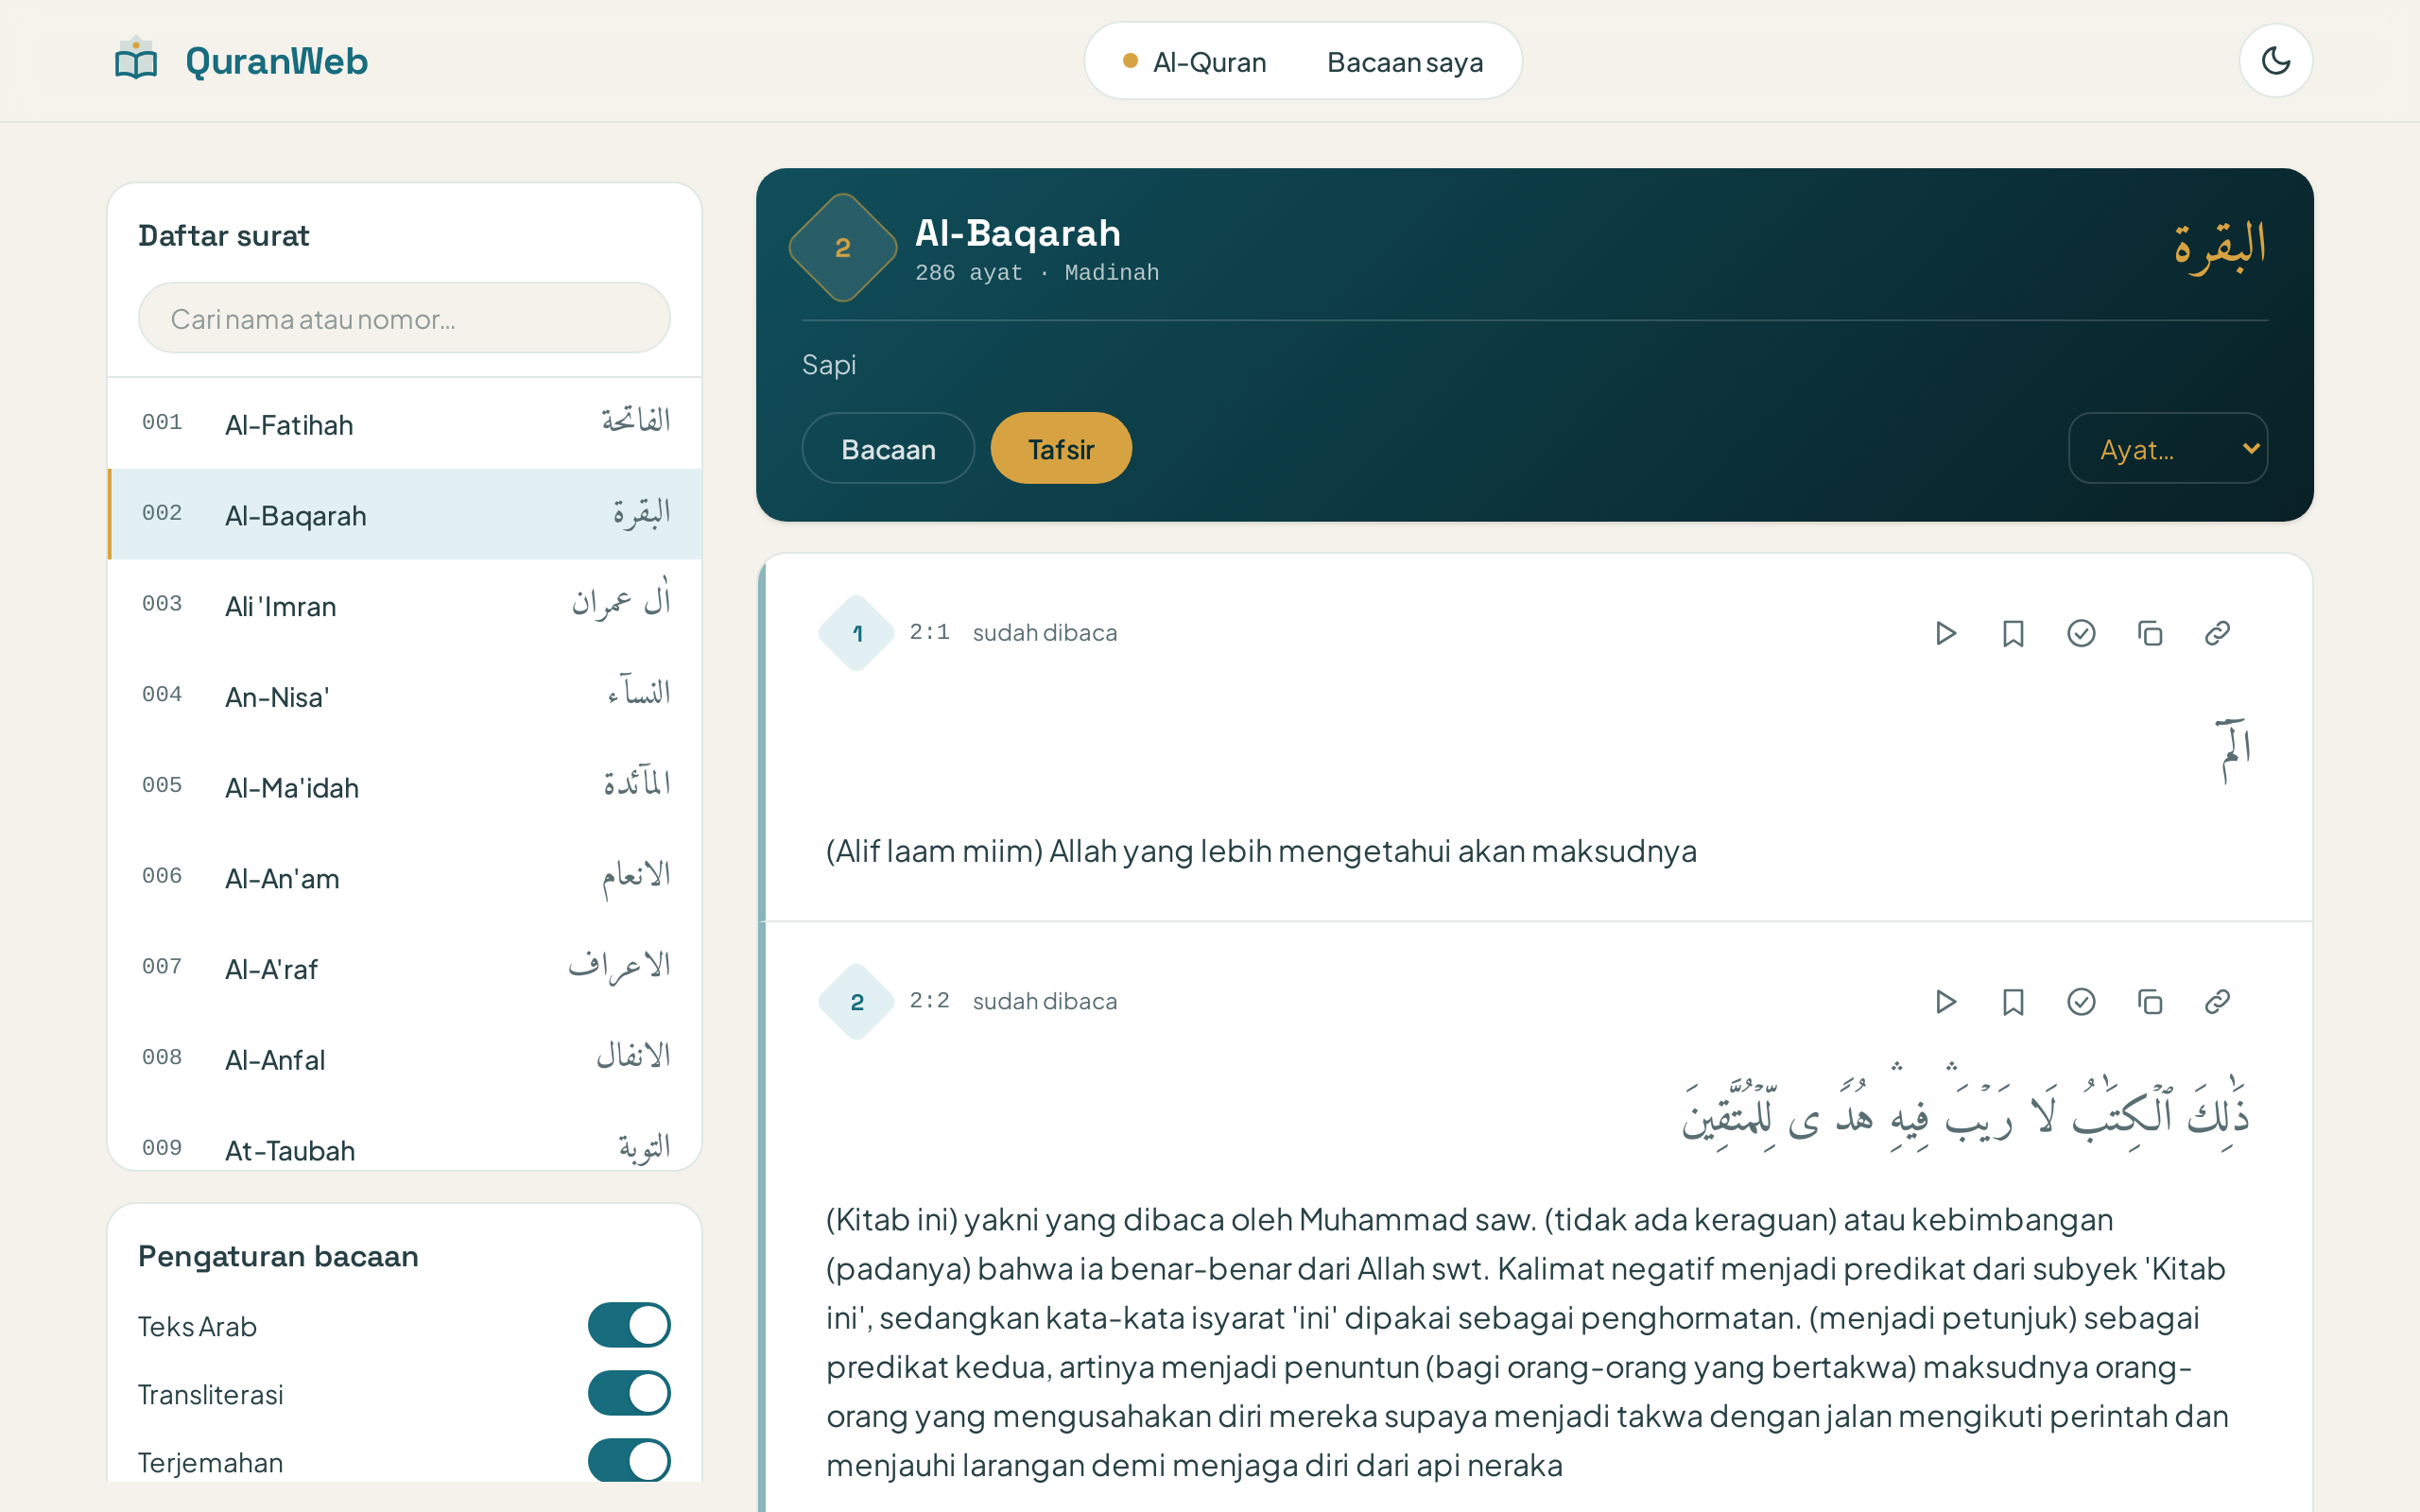 QuranWeb
Al-Quran
Bacaan saya
Daftar surat
Cari nama atau nomor...
001 Al-Fatihah الفاتحة
002 Al-Baqarah البقرة
003 Ali 'Imran اٰل عمران
004 An-Nisa' النساۤء
005 Al-Ma'idah الماۤئدة
006 Al-An'am الانعام
007 Al-A'raf الاعراف
008 Al-Anfal الانفال
009 At-Taubah التوبة
Pengaturan bacaan
Teks Arab
Transliterasi
Terjemahan
2
Al-Baqarah
286 ayat · Madinah
البقرة
Sapi
Bacaan
Tafsir
Ayat...
1 2:1 sudah dibaca
الٓمٓ
(Alif laam miim) Allah yang lebih mengetahui akan maksudnya
2 2:2 sudah dibaca
ذَٰلِكَ ٱلۡكِتَٰبُ لَا رَيۡبَۛ فِيهِۛ هُدٗى لِّلۡمُتَّقِينَ
(Kitab ini) yakni yang dibaca oleh Muhammad saw. (tidak ada keraguan) atau kebimbangan
(padanya) bahwa ia benar-benar dari Allah swt. Kalimat negatif menjadi predikat dari subyek 'Kitab
ini', sedangkan kata-kata isyarat 'ini' dipakai sebagai penghormatan. (menjadi petunjuk) sebagai
predikat kedua, artinya menjadi penuntun (bagi orang-orang yang bertakwa) maksudnya orang-
orang yang mengusahakan diri mereka supaya menjadi takwa dengan jalan mengikuti perintah dan
menjauhi larangan demi menjaga diri dari api neraka